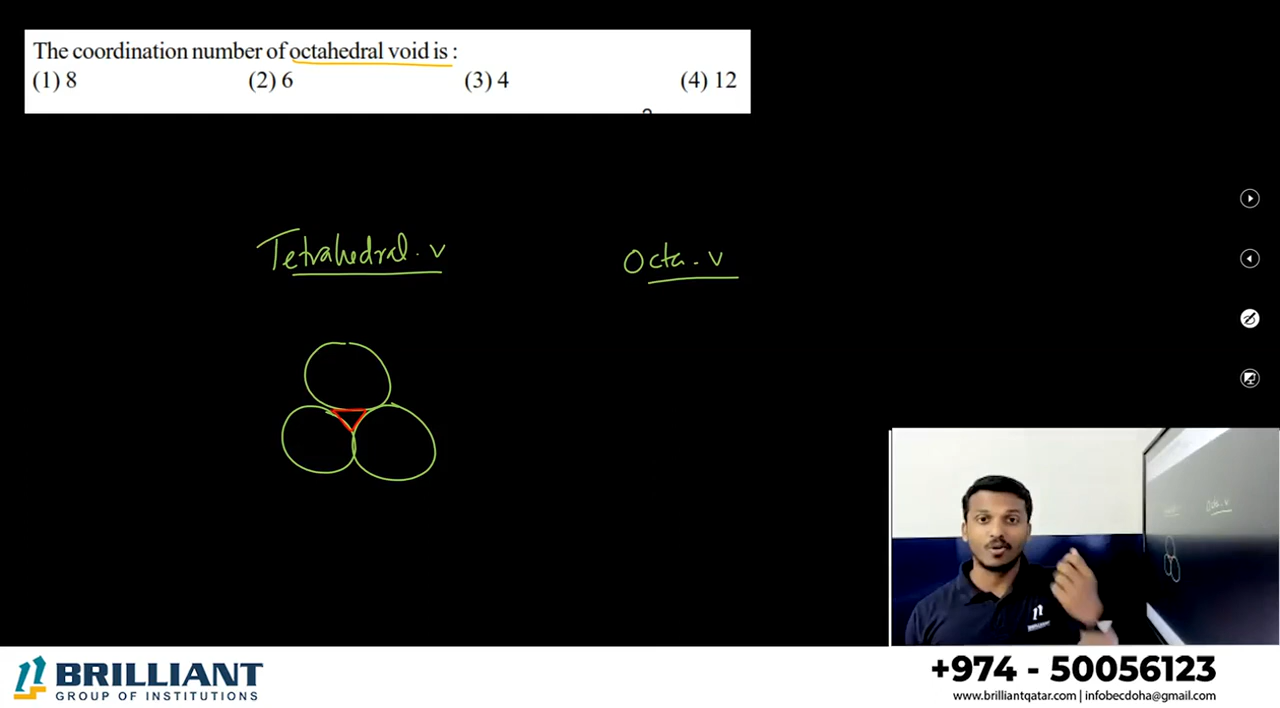 The coordination number of octahedral void is :
(1) 8 (2) 6 (3) 4 (4) 12
Tetrahedral. v
Octa. v
Octa. v
BRILLIANT
GROUP OF INSTITUTIONS
+974 - 50056123
www.brilliantqatar.com | infobecdoha@gmail.com